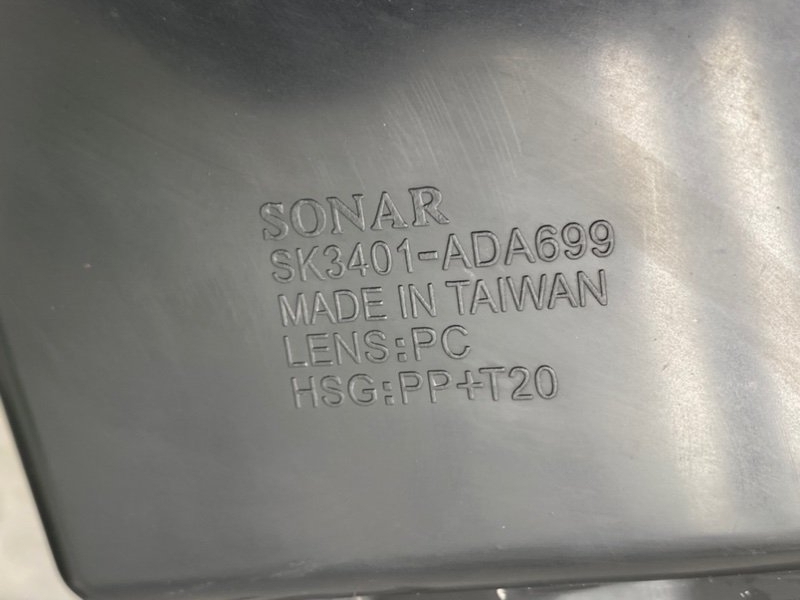 SONAR
SK3401-ADA699
MADE IN TAIWAN
LENS:PC
HSG:PP+T20